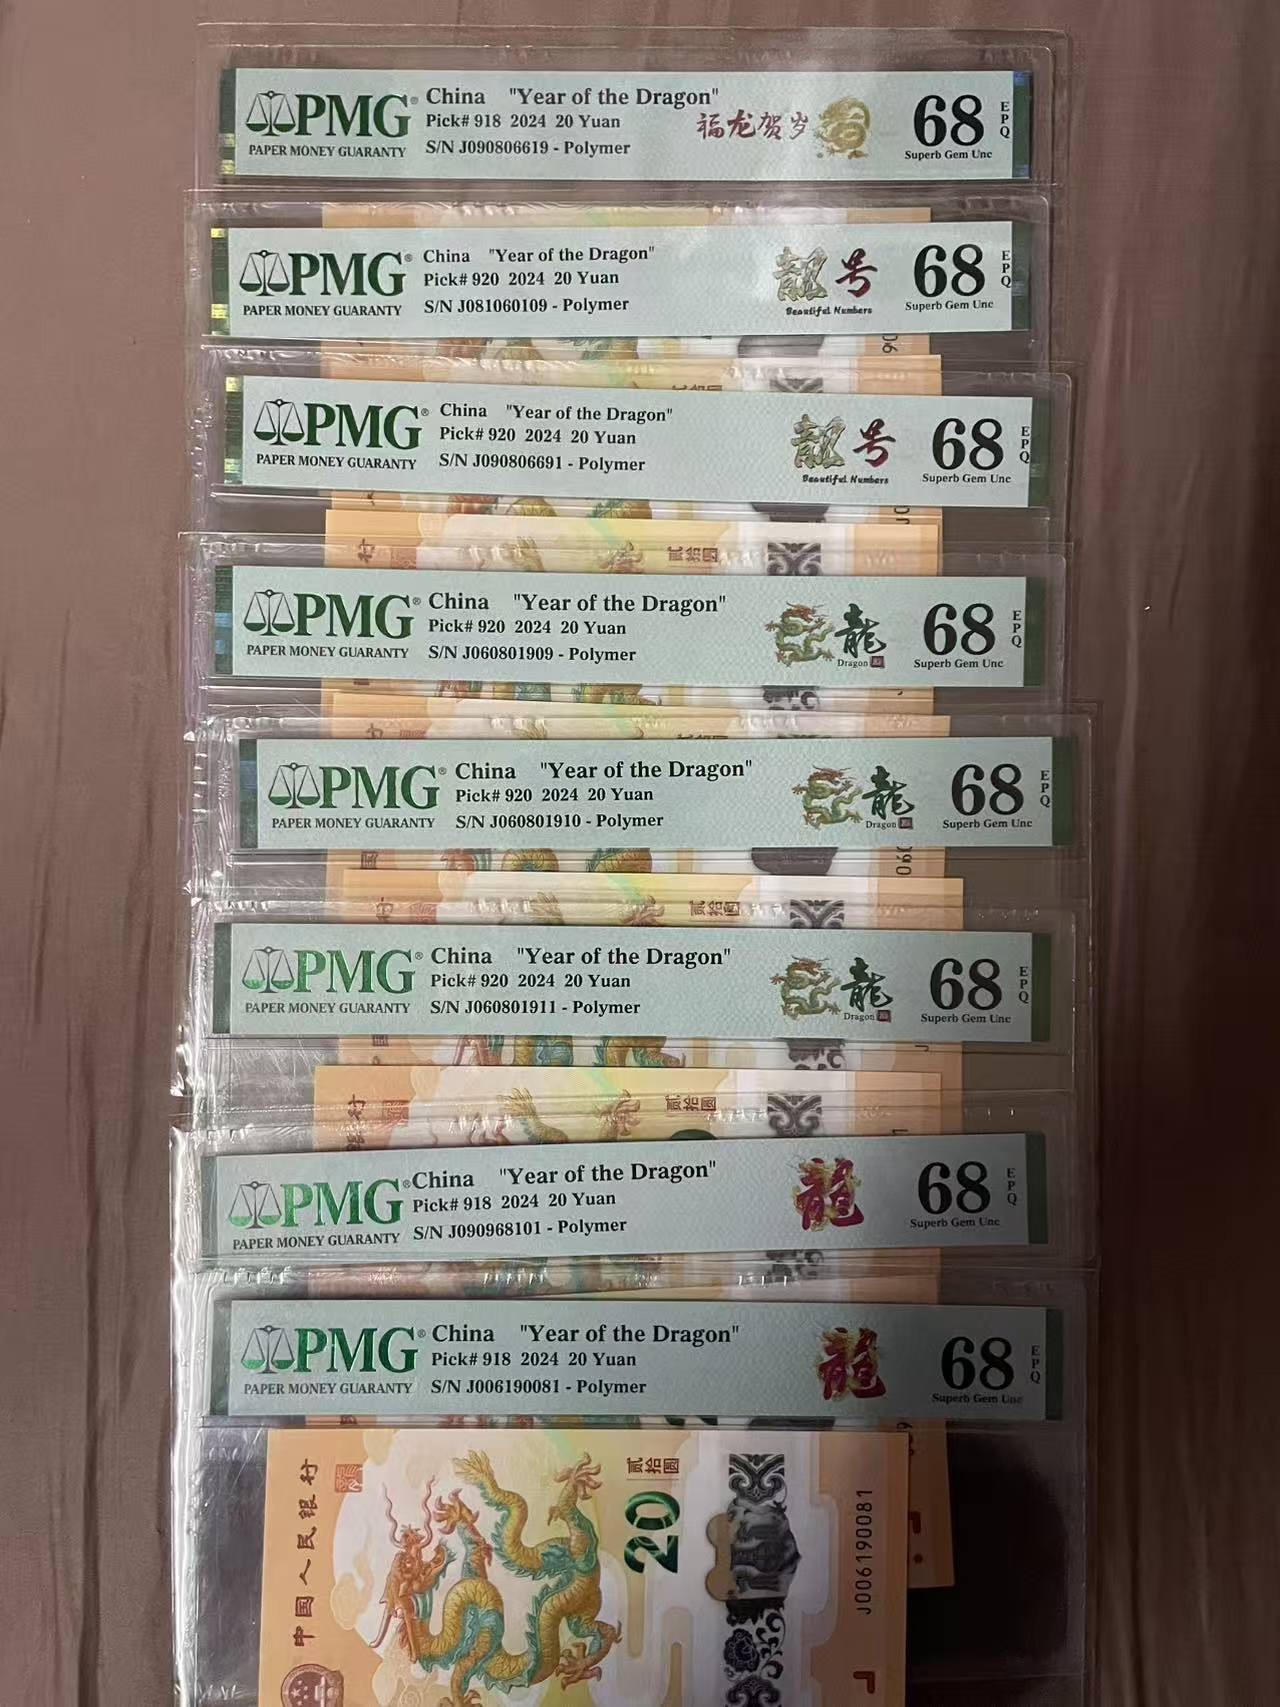 PMG®
PAPER MONEY GUARANTY
China "Year of the Dragon"
Pick# 918 2024 20 Yuan
S/N J090806619 - Polymer
福龙贺岁
68
EPQ
Superb Gem Unc
PMG®
PAPER MONEY GUARANTY
China "Year of the Dragon"
Pick# 920 2024 20 Yuan
S/N J081060109 - Polymer
靓号
Beautiful Numbers
68
EPQ
Superb Gem Unc
PMG®
PAPER MONEY GUARANTY
China "Year of the Dragon"
Pick# 920 2024 20 Yuan
S/N J090806691 - Polymer
靓号
Beautiful Numbers
68
EPQ
Superb Gem Unc
贰拾圆
PMG®
PAPER MONEY GUARANTY
China "Year of the Dragon"
Pick# 920 2024 20 Yuan
S/N J060801909 - Polymer
龍
Dragon
68
EPQ
Superb Gem Unc
PMG®
PAPER MONEY GUARANTY
China "Year of the Dragon"
Pick# 920 2024 20 Yuan
S/N J060801910 - Polymer
龍
Dragon
68
EPQ
Superb Gem Unc
贰拾圆
PMG®
PAPER MONEY GUARANTY
China "Year of the Dragon"
Pick# 920 2024 20 Yuan
S/N J060801911 - Polymer
龍
Dragon
68
EPQ
Superb Gem Unc
贰拾圆
PMG®
PAPER MONEY GUARANTY
China "Year of the Dragon"
Pick# 918 2024 20 Yuan
S/N J090968101 - Polymer
龍
68
EPQ
Superb Gem Unc
PMG®
PAPER MONEY GUARANTY
China "Year of the Dragon"
Pick# 918 2024 20 Yuan
S/N J006190081 - Polymer
龍
68
EPQ
Superb Gem Unc
中国人民银行
贰拾圆
20
J006190081